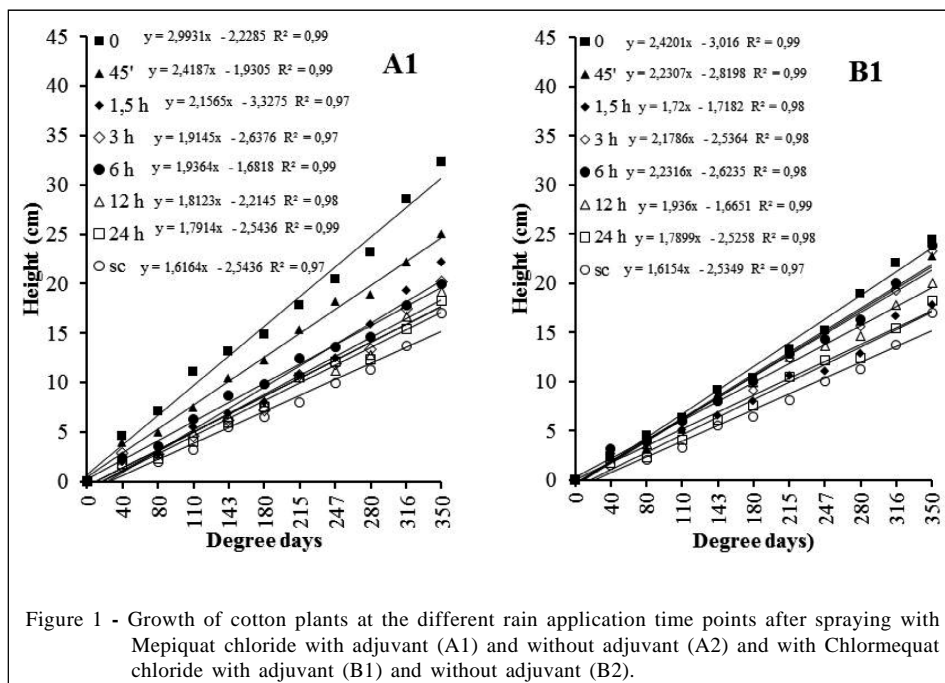 A1
Height (cm)
45
40
35
30
25
20
15
10
5
0
0 y = 2,9931x - 2,2285 R² = 0,99
45' y = 2,4187x - 1,9305 R² = 0,99
1,5 h y = 2,1565x - 3,3275 R² = 0,97
3 h y = 1,9145x - 2,6376 R² = 0,97
6 h y = 1,9364x - 1,6818 R² = 0,99
12 h y = 1,8123x - 2,2145 R² = 0,98
24 h y = 1,7914x - 2,5436 R² = 0,99
sc y = 1,6164x - 2,5436 R² = 0,97
0 40 80 110 143 180 215 247 280 316 350
Degree days
B1
Height (cm)
45
40
35
30
25
20
15
10
5
0
0 y = 2,4201x - 3,016 R² = 0,99
45' y = 2,2307x - 2,8198 R² = 0,99
1,5 h y = 1,72x - 1,7182 R² = 0,98
3 h y = 2,1786x - 2,5364 R² = 0,98
6 h y = 2,2316x - 2,6235 R² = 0,98
12 h y = 1,936x - 1,6651 R² = 0,99
24 h y = 1,7899x - 2,5258 R² = 0,98
sc y = 1,6154x - 2,5349 R² = 0,97
0 40 80 110 143 180 215 247 280 316 350
Degree days)
Figure 1 - Growth of cotton plants at the different rain application time points after spraying with
Mepiquat chloride with adjuvant (A1) and without adjuvant (A2) and with Chlormequat
chloride with adjuvant (B1) and without adjuvant (B2).